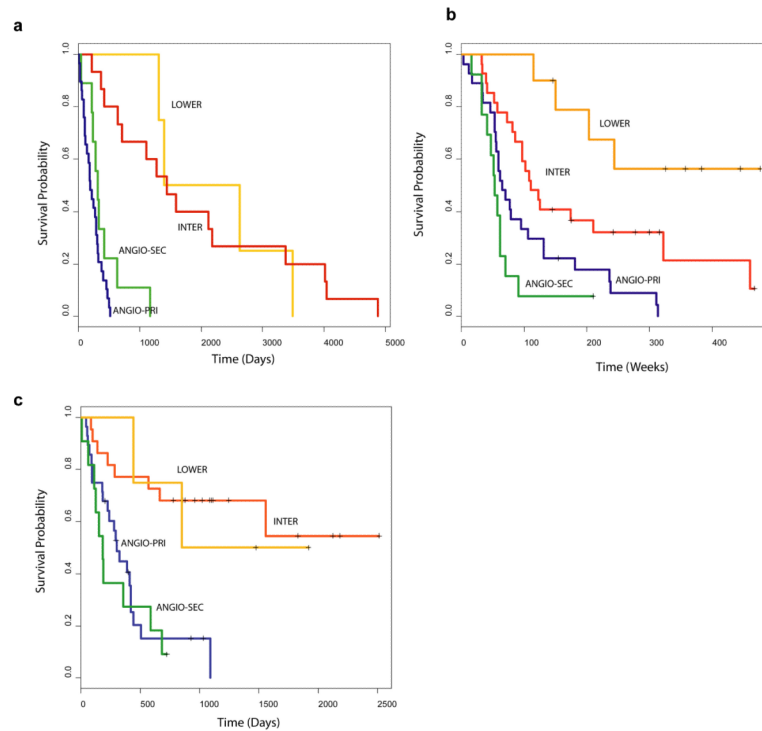 a
1.0
0.8
0.6
0.4
0.2
0.0
Survival Probability
LOWER
INTER
ANGIO-SEC
ANGIO-PRI
0
1000
2000
3000
4000
5000
Time (Days)
b
1.0
0.8
0.6
0.4
0.2
0.0
Survival Probability
LOWER
INTER
ANGIO-PRI
ANGIO-SEC
0
100
200
300
400
Time (Weeks)
c
1.0
0.8
0.6
0.4
0.2
0.0
Survival Probability
LOWER
INTER
ANGIO-PRI
ANGIO-SEC
0
500
1000
1500
2000
2500
Time (Days)